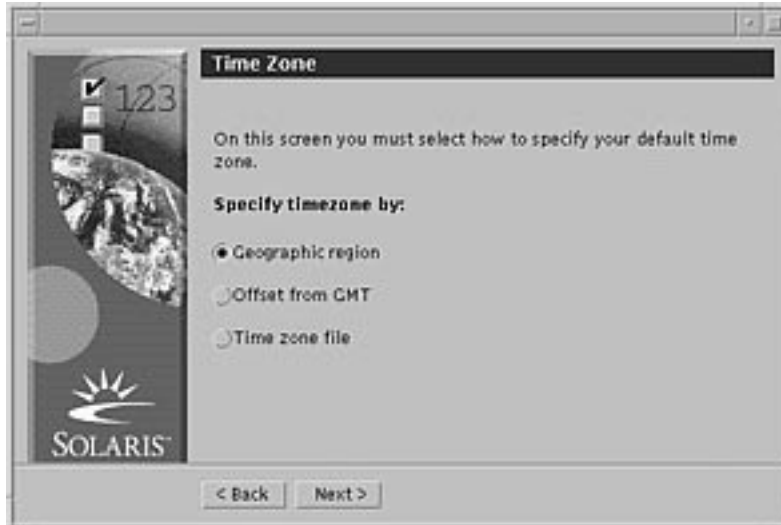 Time Zone
123
On this screen you must select how to specify your default time
zone.
Specify timezone by:
Geographic region
Offset from GMT
Time zone file
SOLARIS™
< Back
Next >